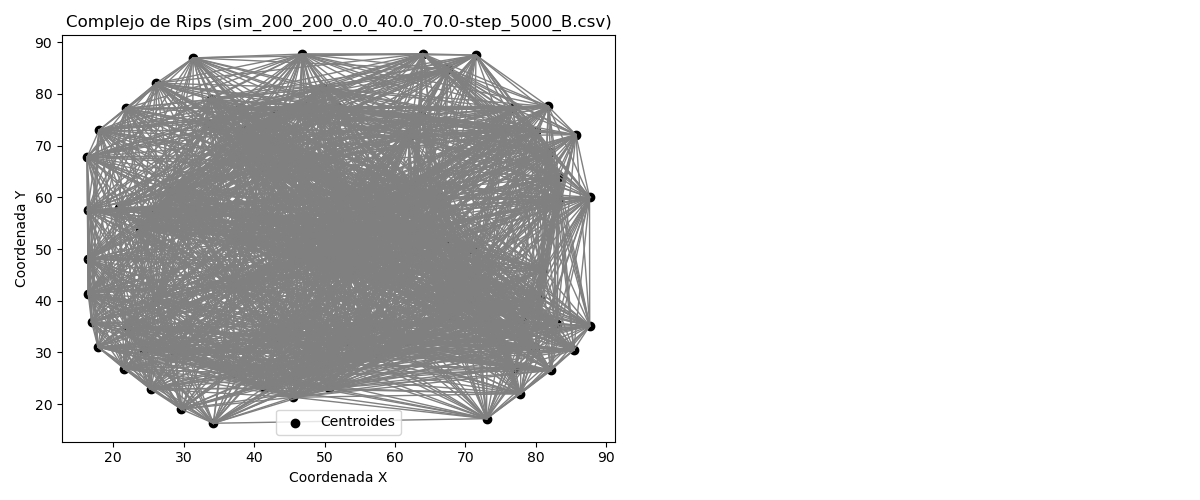 Complejo de Rips (sim_200_200_0.0_40.0_70.0-step_5000_B.csv)
90
80
70
60
50
40
30
20
Coordenada Y
Centroides
20 30 40 50 60 70 80 90
Coordenada X